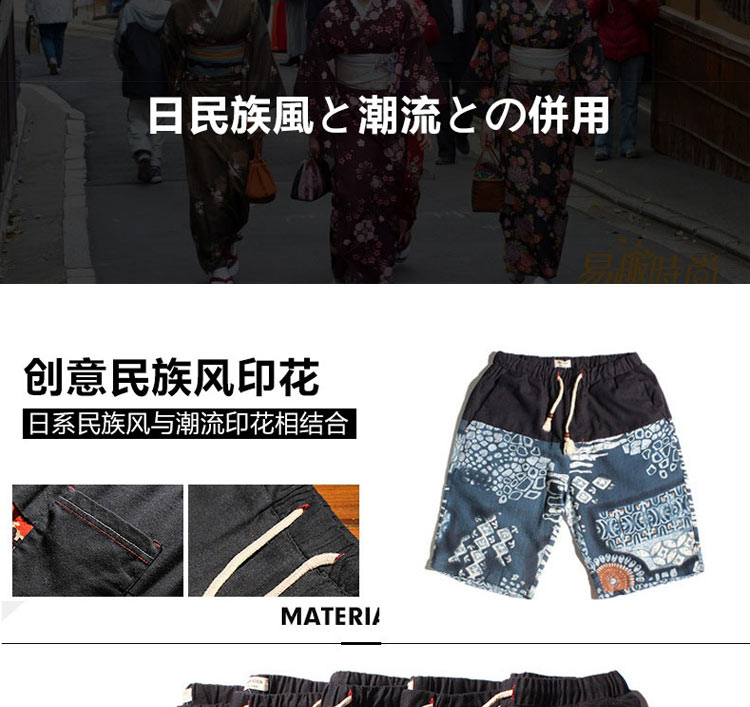 日民族風と潮流との併用
易趣時尚
创意民族风印花
日系民族风与潮流印花相结合
MATERIA